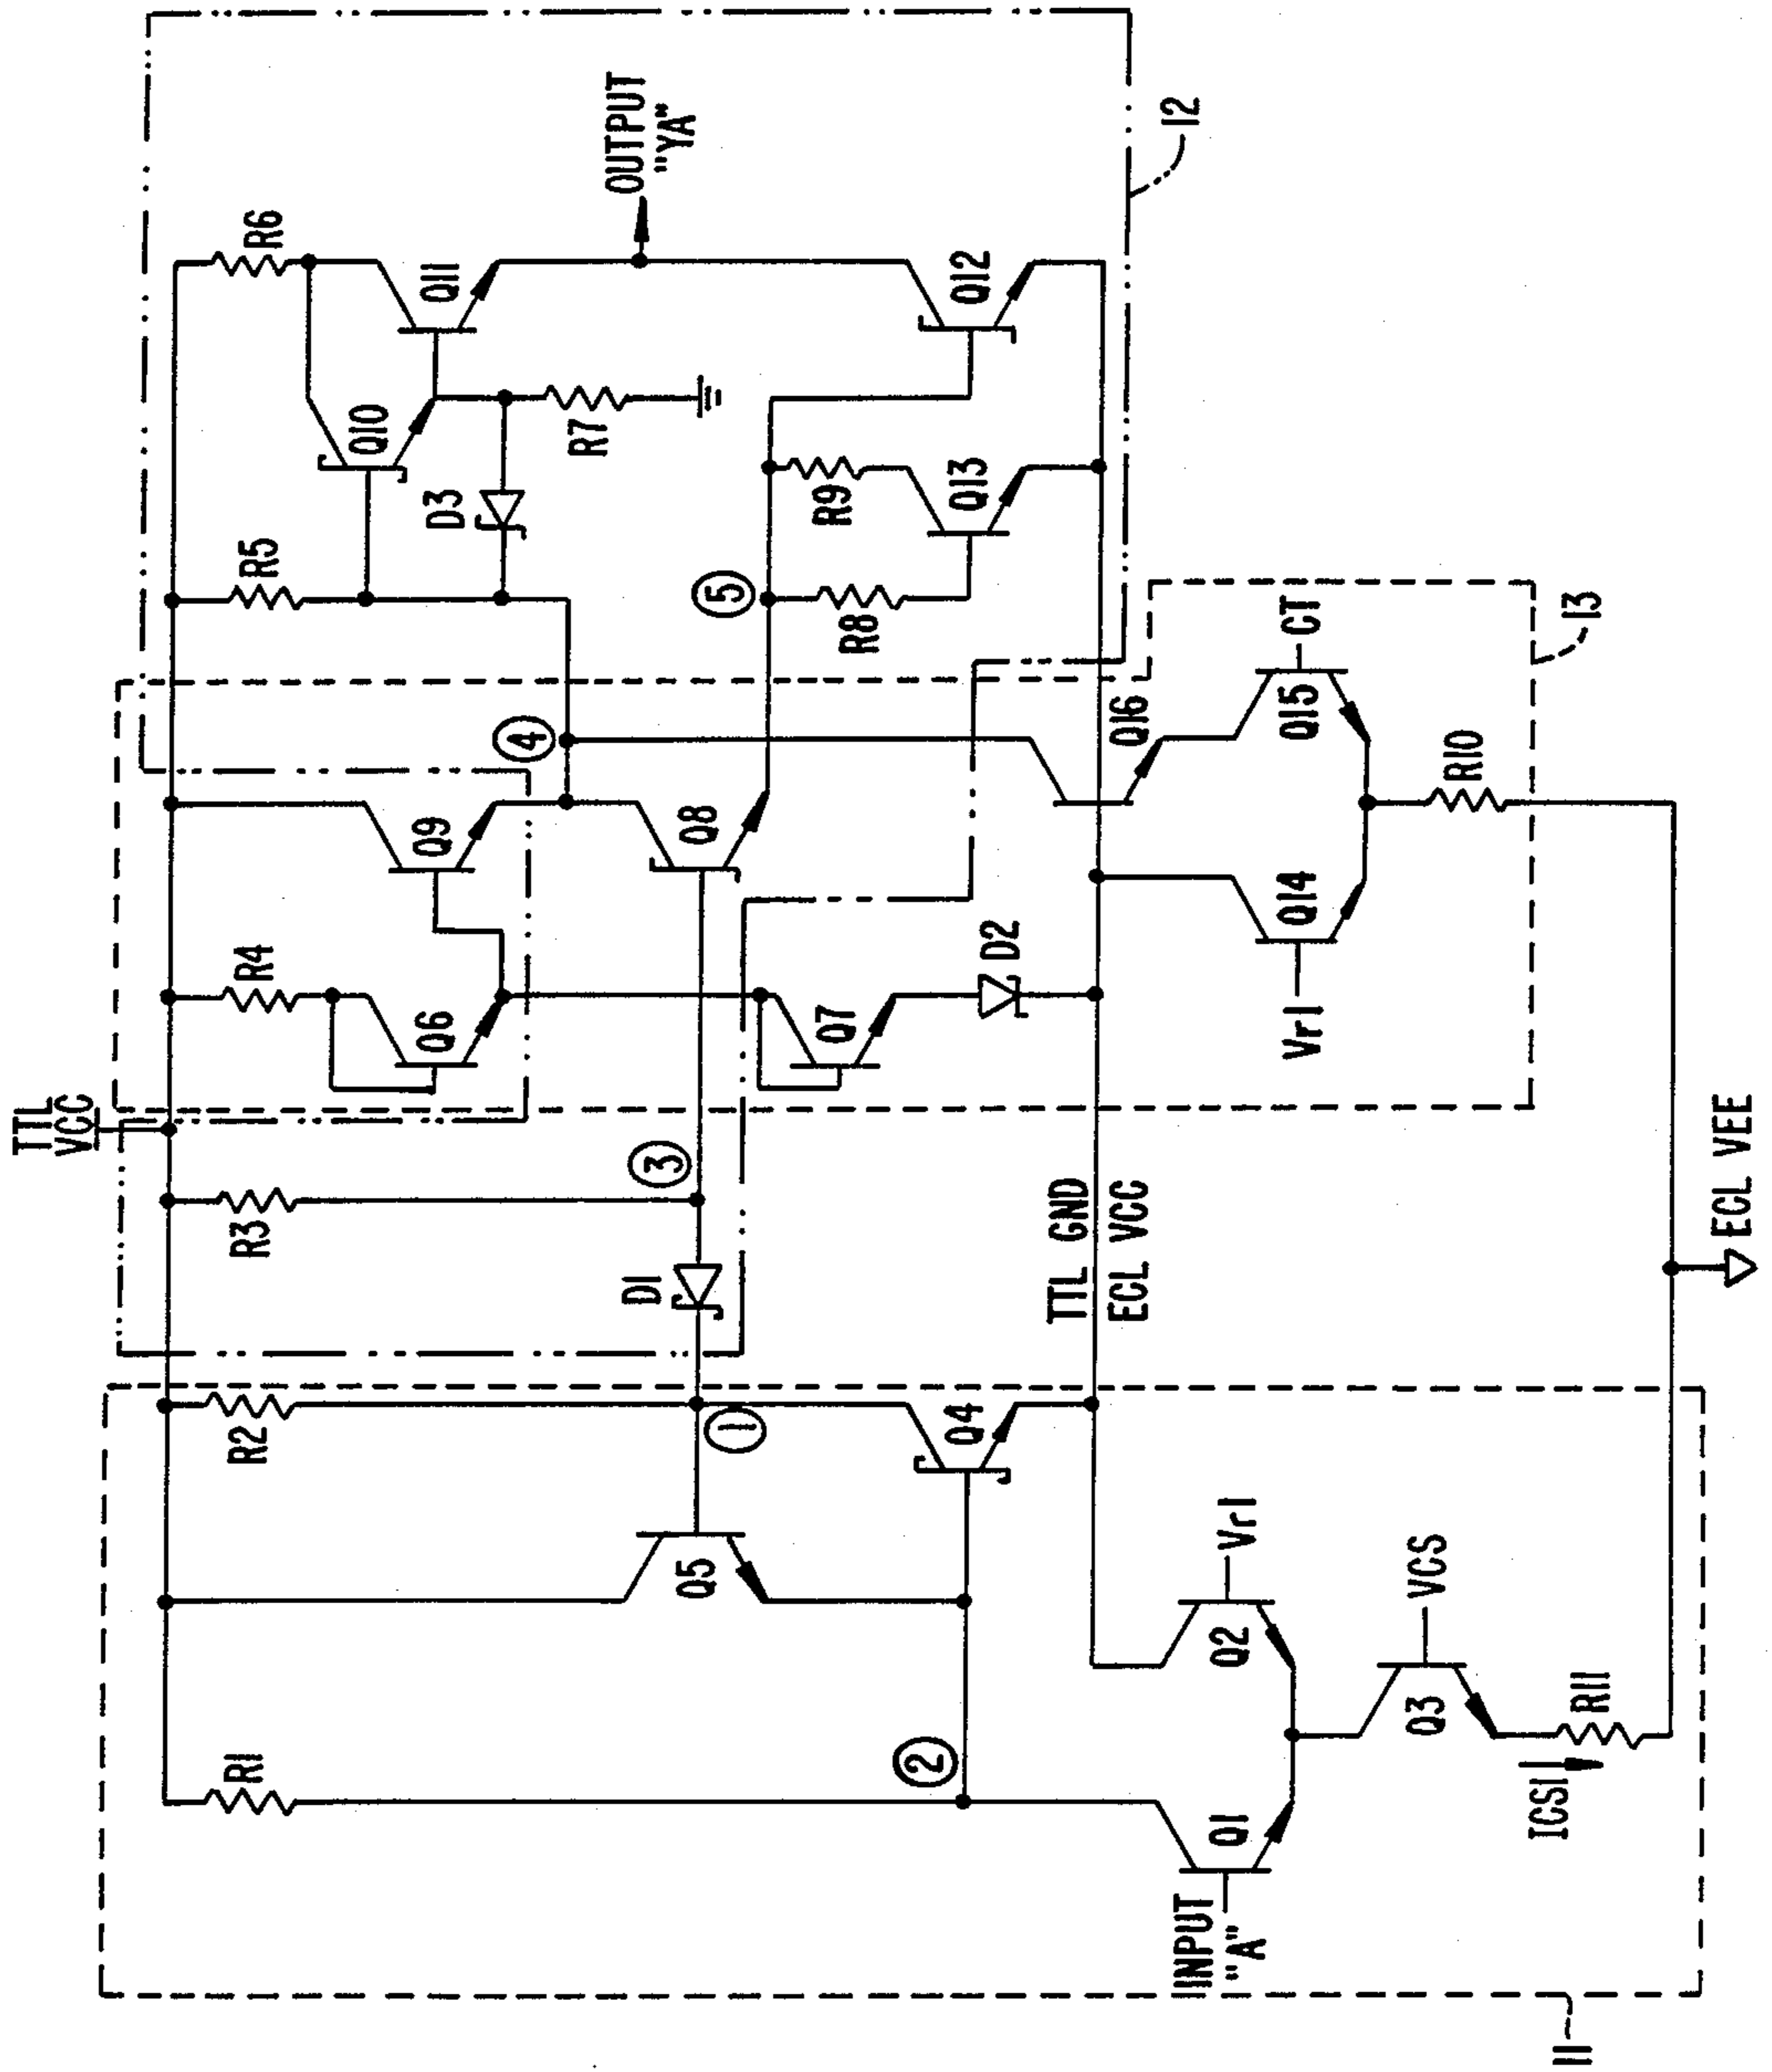 TTL
VCC
R1
R2
R3
R4
R5
R6
Q6
Q9
Q10
Q11
D3
R7
OUTPUT
"YA"
4
3
5
D1
Q8
Q5
1
Q7
D2
R8
R9
Q13
Q12
2
Q4
TTL GND
ECL VCC
Q16
12
INPUT
"A"
Q1
Q2
Vr1
Vr1
Q14
Q15
CT
13
Q3
VCS
ICS1
R11
R10
ECL VEE
11